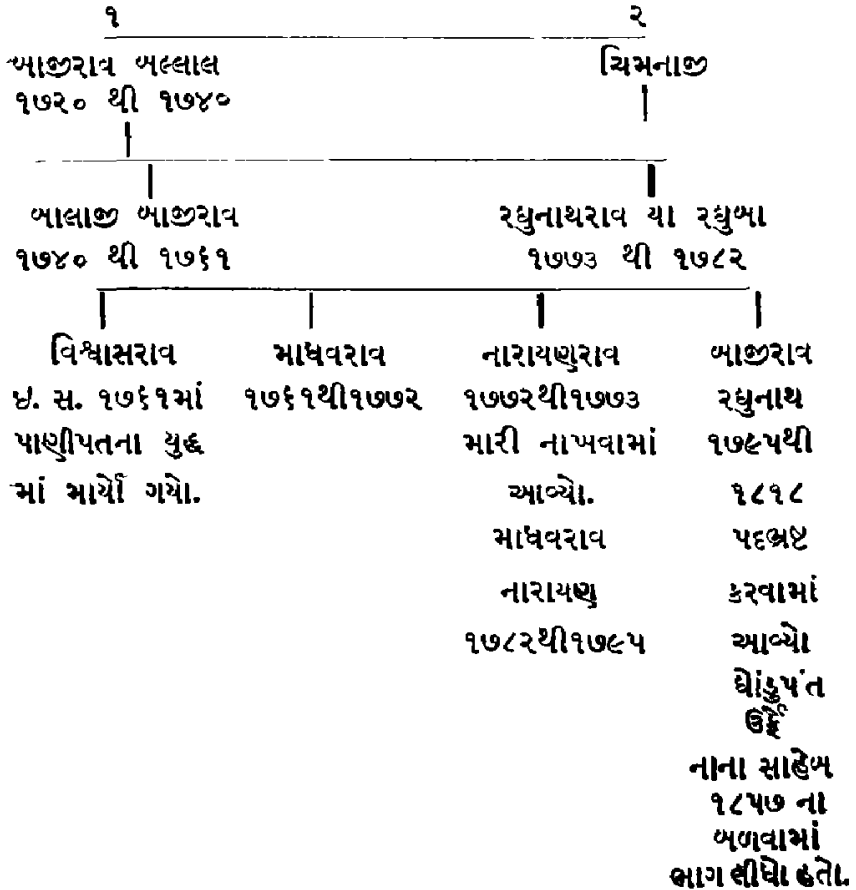 ૧ ૨
બાજીરાવ બલ્લાલ ચિમનાજી
૧૭૨૦ થી ૧૭૪૦
બાલાજી બાજીરાવ રઘુનાથરાવ યા રઘુબા
૧૭૪૦ થી ૧૭૬૧ ૧૭૭૩ થી ૧૭૮૨
વિશ્વાસરાવ માધવરાવ નારાયણરાવ બાજીરાવ
ઇ. સ. ૧૭૬૧માં ૧૭૬૧થી૧૭૭૨ ૧૭૭૨થી૧૭૭૩ રઘુનાથ
પાણીપતના યુદ્ધ મારી નાખવામાં ૧૭૯૫થી
માં માર્યો ગયો. આવ્યો. ૧૮૧૮
માધવરાવ પદભ્રષ્ટ
નારાયણ કરવામાં
૧૭૮૨થી૧૭૯૫ આવ્યો
ધોંડુપંત
ઉર્ફે
નાના સાહેબ
૧૮૫૭ ના
બળવામાં
ભાગ લીધો હતો.